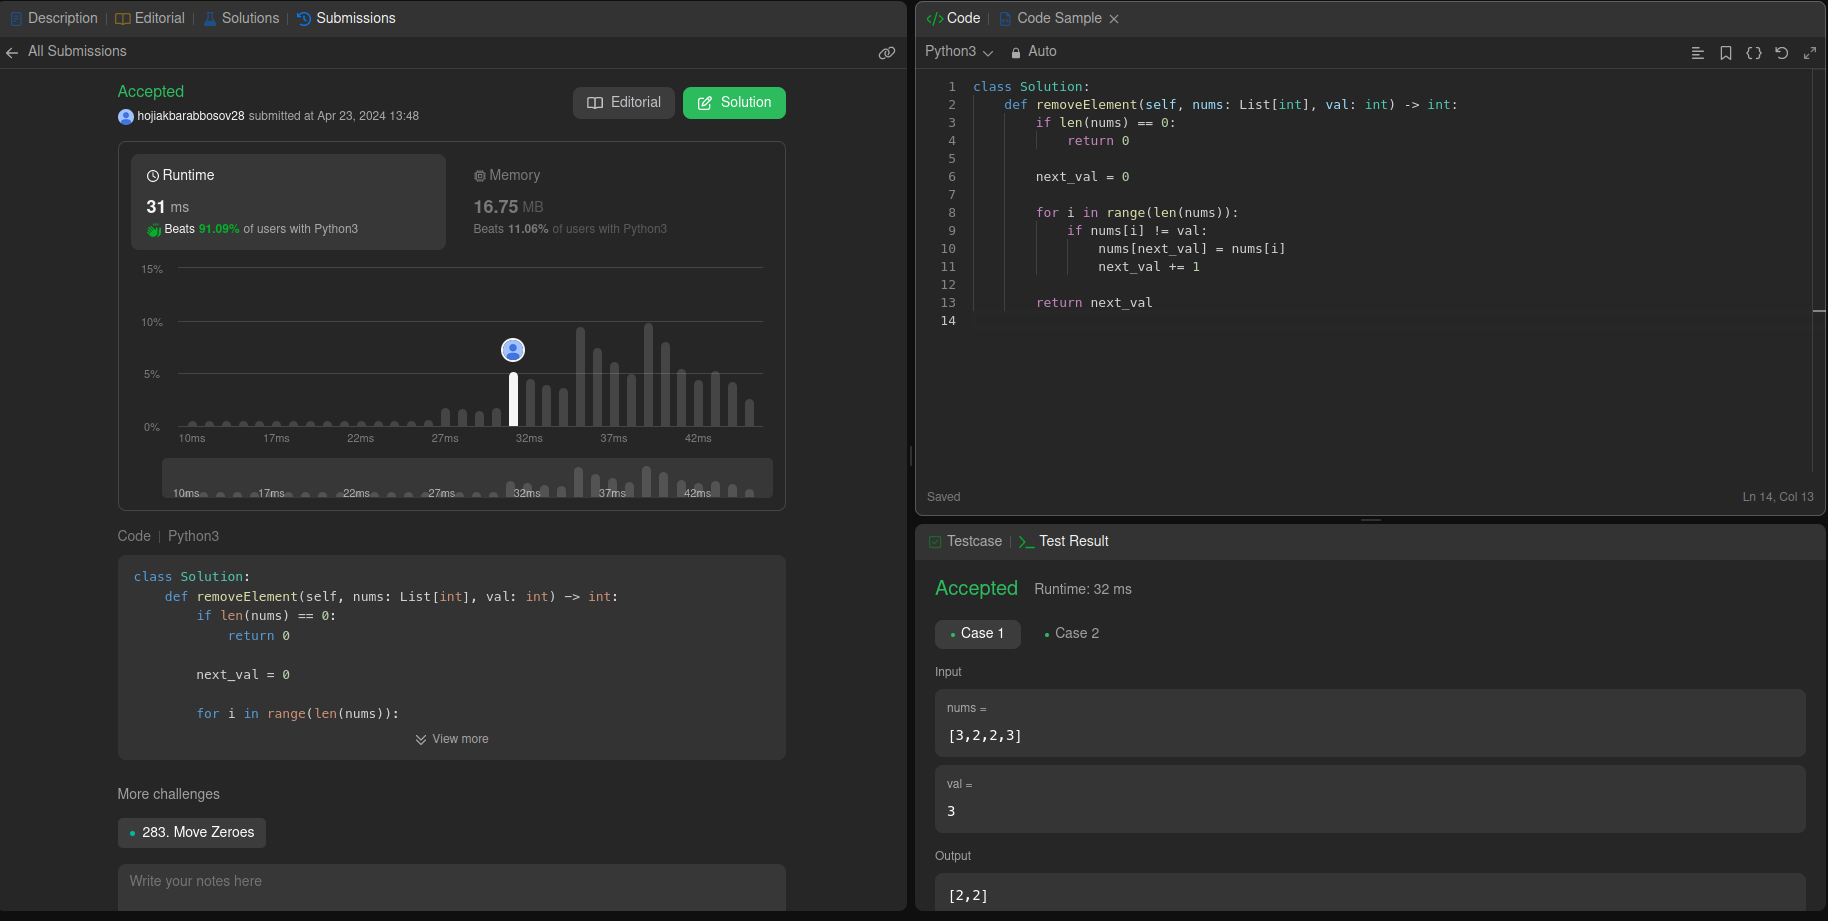 Description | Editorial | Solutions | Submissions
All Submissions
Accepted
hojiakbarabbosov28 submitted at Apr 23, 2024 13:48
Editorial
Solution
Runtime
31 ms
Beats 91.09% of users with Python3
Memory
16.75 MB
Beats 11.06% of users with Python3
15%
10%
5%
0%
10ms 17ms 22ms 27ms 32ms 37ms 42ms
10ms 17ms 22ms 27ms 32ms 37ms 42ms
Code | Python3
class Solution:
    def removeElement(self, nums: List[int], val: int) -> int:
        if len(nums) == 0:
            return 0

        next_val = 0

        for i in range(len(nums)):
View more
More challenges
283. Move Zeroes
Write your notes here
</> Code | Code Sample
Python3 Auto
1 class Solution:
2     def removeElement(self, nums: List[int], val: int) -> int:
3         if len(nums) == 0:
4             return 0
5
6         next_val = 0
7
8         for i in range(len(nums)):
9             if nums[i] != val:
10                 nums[next_val] = nums[i]
11                 next_val += 1
12
13         return next_val
14
Saved
Ln 14, Col 13
Testcase | >_ Test Result
Accepted Runtime: 32 ms
Case 1
Case 2
Input
nums =
[3,2,2,3]
val =
3
Output
[2,2]